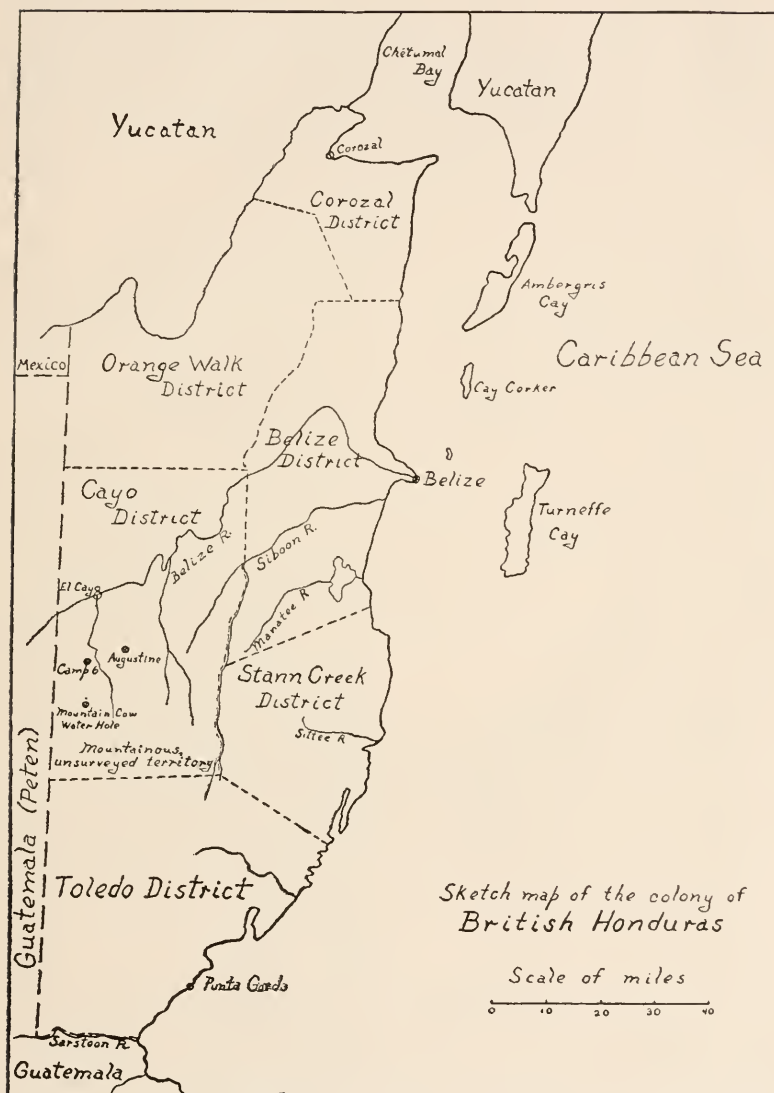 Chetumal
Bay
Yucatan
Yucatan
Corozal
Corozal
District
Ambergris
Cay
Caribbean Sea
Mexico
Orange Walk
District
Cay Corker
Belize
District
Belize
Cayo
District
Turneffe
Cay
Belize R.
Siboon R.
El Cayo
Manatee R
Augustine
Camp 6
Stann Creek
District
Mountain Cow
Water Hole
Sittee R
Mountainous,
unsurveyed territory
Guatemala (Peten)
Toledo District
Sketch map of the colony of
British Honduras
Scale of miles
0 10 20 30 40
Punta Gorda
Sarstoon R
Guatemala